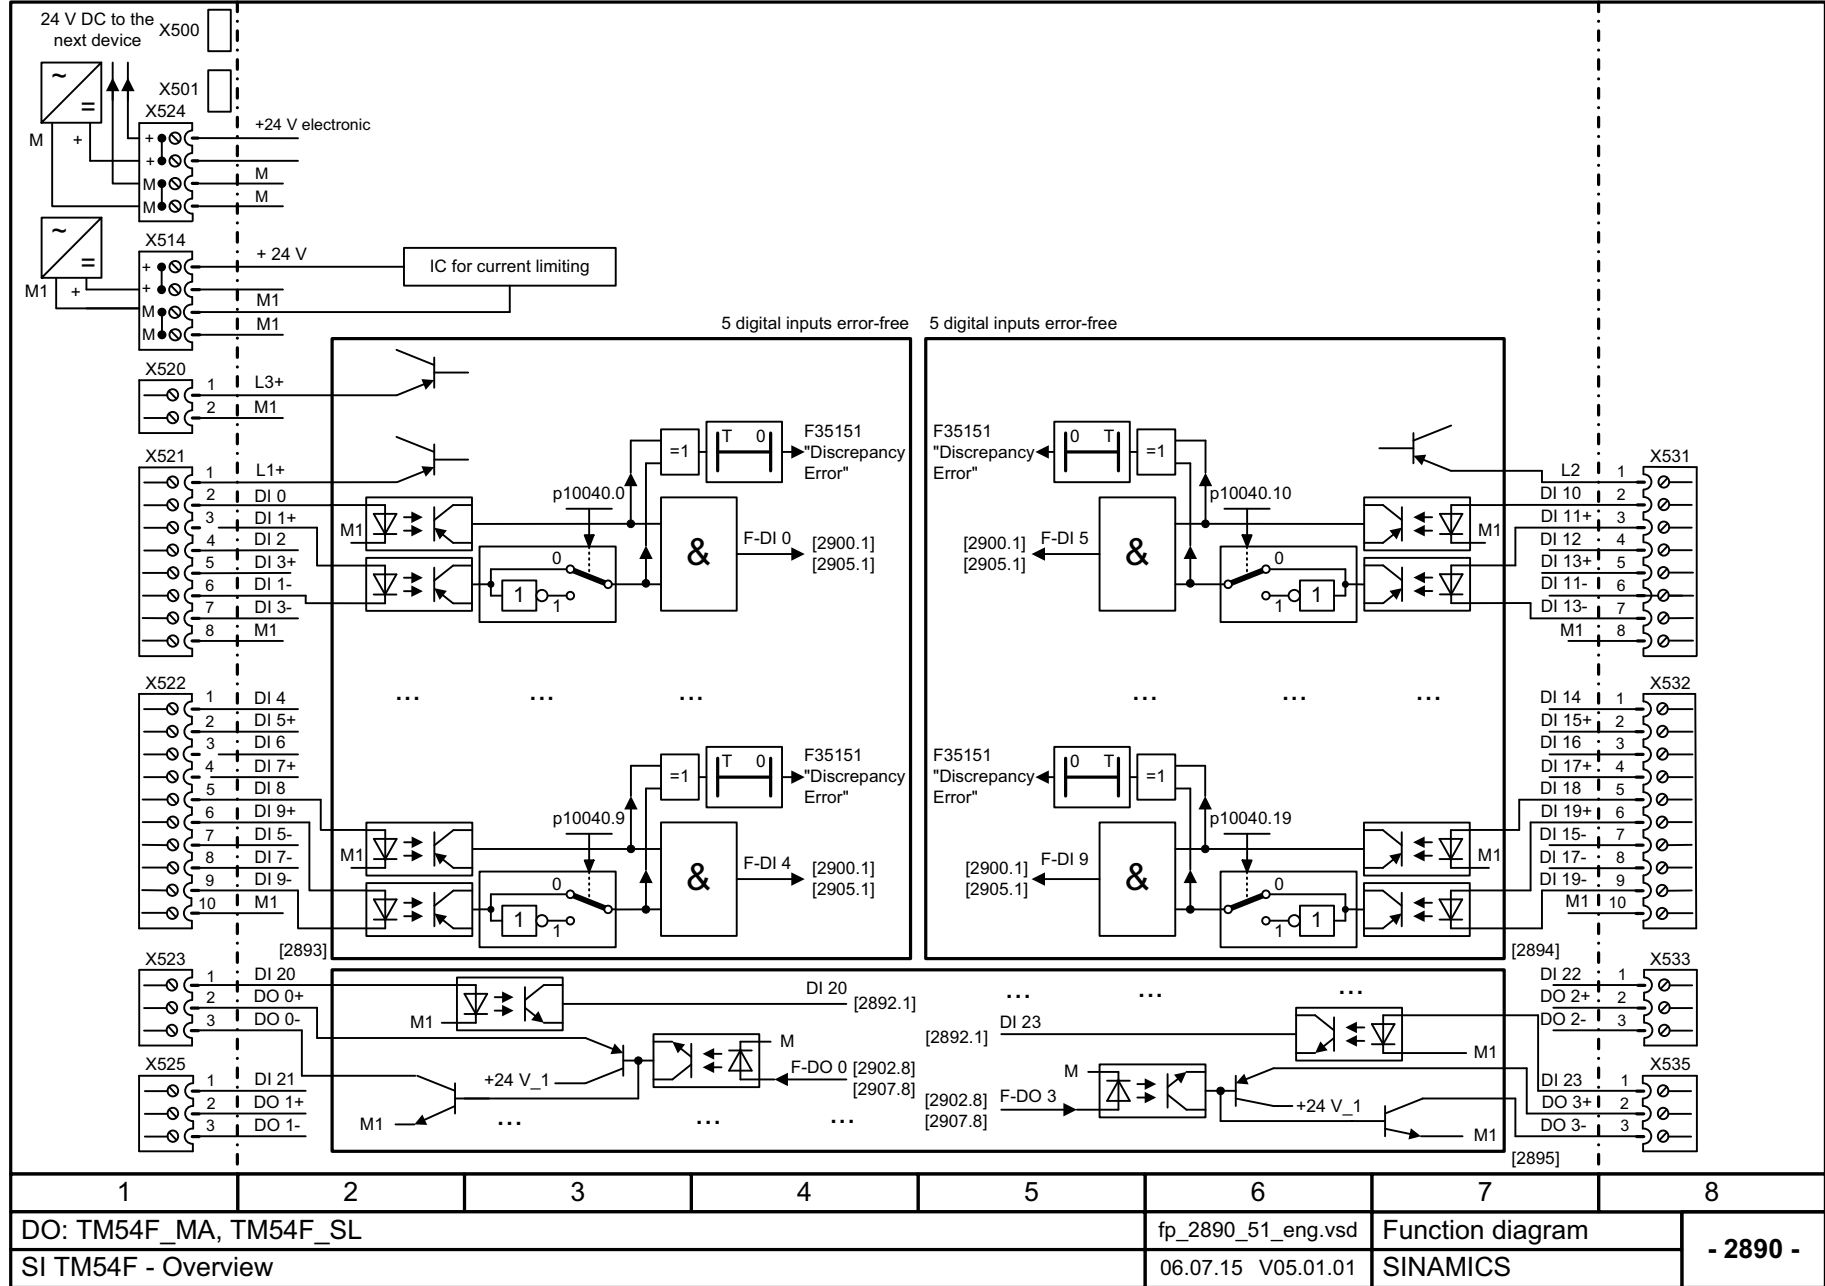 24 V DC to the
next device
X500
X501
~
=
X524
M
+
+
+
M
M
+24 V electronic
M
M
~
=
X514
M1
+
+
+
M
M
+ 24 V
M1
M1
IC for current limiting
5 digital inputs error-free
5 digital inputs error-free
X520
1 L3+
2 M1
X521
1 L1+
2 DI 0
3 DI 1+
4 DI 2
5 DI 3+
6 DI 1-
7 DI 3-
8 M1
X522
1 DI 4
2 DI 5+
3 DI 6
4 DI 7+
5 DI 8
6 DI 9+
7 DI 5-
8 DI 7-
9 DI 9-
10 M1
X523
1 DI 20
2 DO 0+
3 DO 0-
X525
1 DI 21
2 DO 1+
3 DO 1-
M1
p10040.0
0
1
1
=1
T 0
F35151
"Discrepancy
Error"
&
F-DI 0
[2900.1]
[2905.1]
... ... ...
M1
p10040.9
0
1
1
=1
T 0
F35151
"Discrepancy
Error"
&
F-DI 4
[2900.1]
[2905.1]
[2893]
F35151
"Discrepancy
Error"
0 T
=1
p10040.10
0
1
1
M1
&
F-DI 5
[2900.1]
[2905.1]
... ... ...
F35151
"Discrepancy
Error"
0 T
=1
p10040.19
0
1
1
M1
&
F-DI 9
[2900.1]
[2905.1]
[2894]
X531
L2 1
DI 10 2
DI 11+ 3
DI 12 4
DI 13+ 5
DI 11- 6
DI 13- 7
M1 8
X532
DI 14 1
DI 15+ 2
DI 16 3
DI 17+ 4
DI 18 5
DI 19+ 6
DI 15- 7
DI 17- 8
DI 19- 9
M1 10
X533
DI 22 1
DO 2+ 2
DO 2- 3
X535
DI 23 1
DO 3+ 2
DO 3- 3
M1
DI 20
[2892.1]
M
F-DO 0 [2902.8]
[2907.8]
+24 V_1
M1
... ... ...
... ... ...
DI 23
[2892.1]
M1
M
[2902.8] F-DO 3
[2907.8]
+24 V_1
M1
[2895]
1 2 3 4 5 6 7 8
DO: TM54F_MA, TM54F_SL
fp_2890_51_eng.vsd
Function diagram
- 2890 -
SI TM54F - Overview
06.07.15 V05.01.01
SINAMICS